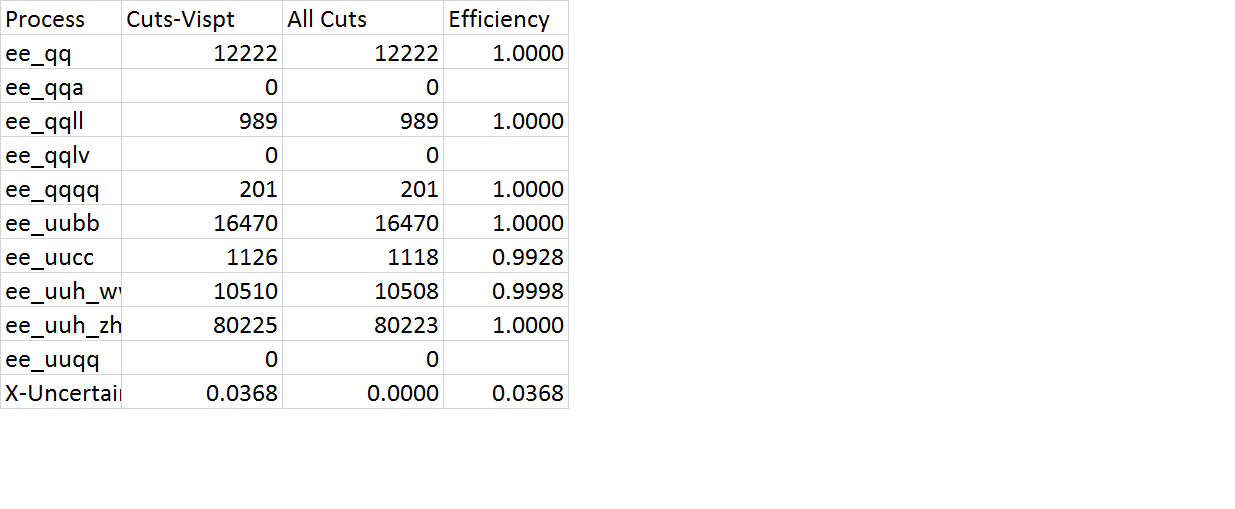 Process Cuts-Vispt All Cuts Efficiency
ee_qq 12222 12222 1.0000
ee_qqa 0 0
ee_qqll 989 989 1.0000
ee_qqlv 0 0
ee_qqqq 201 201 1.0000
ee_uubb 16470 16470 1.0000
ee_uucc 1126 1118 0.9928
ee_uuh_w 10510 10508 0.9998
ee_uuh_zh 80225 80223 1.0000
ee_uuqq 0 0
X-Uncertai 0.0368 0.0000 0.0368